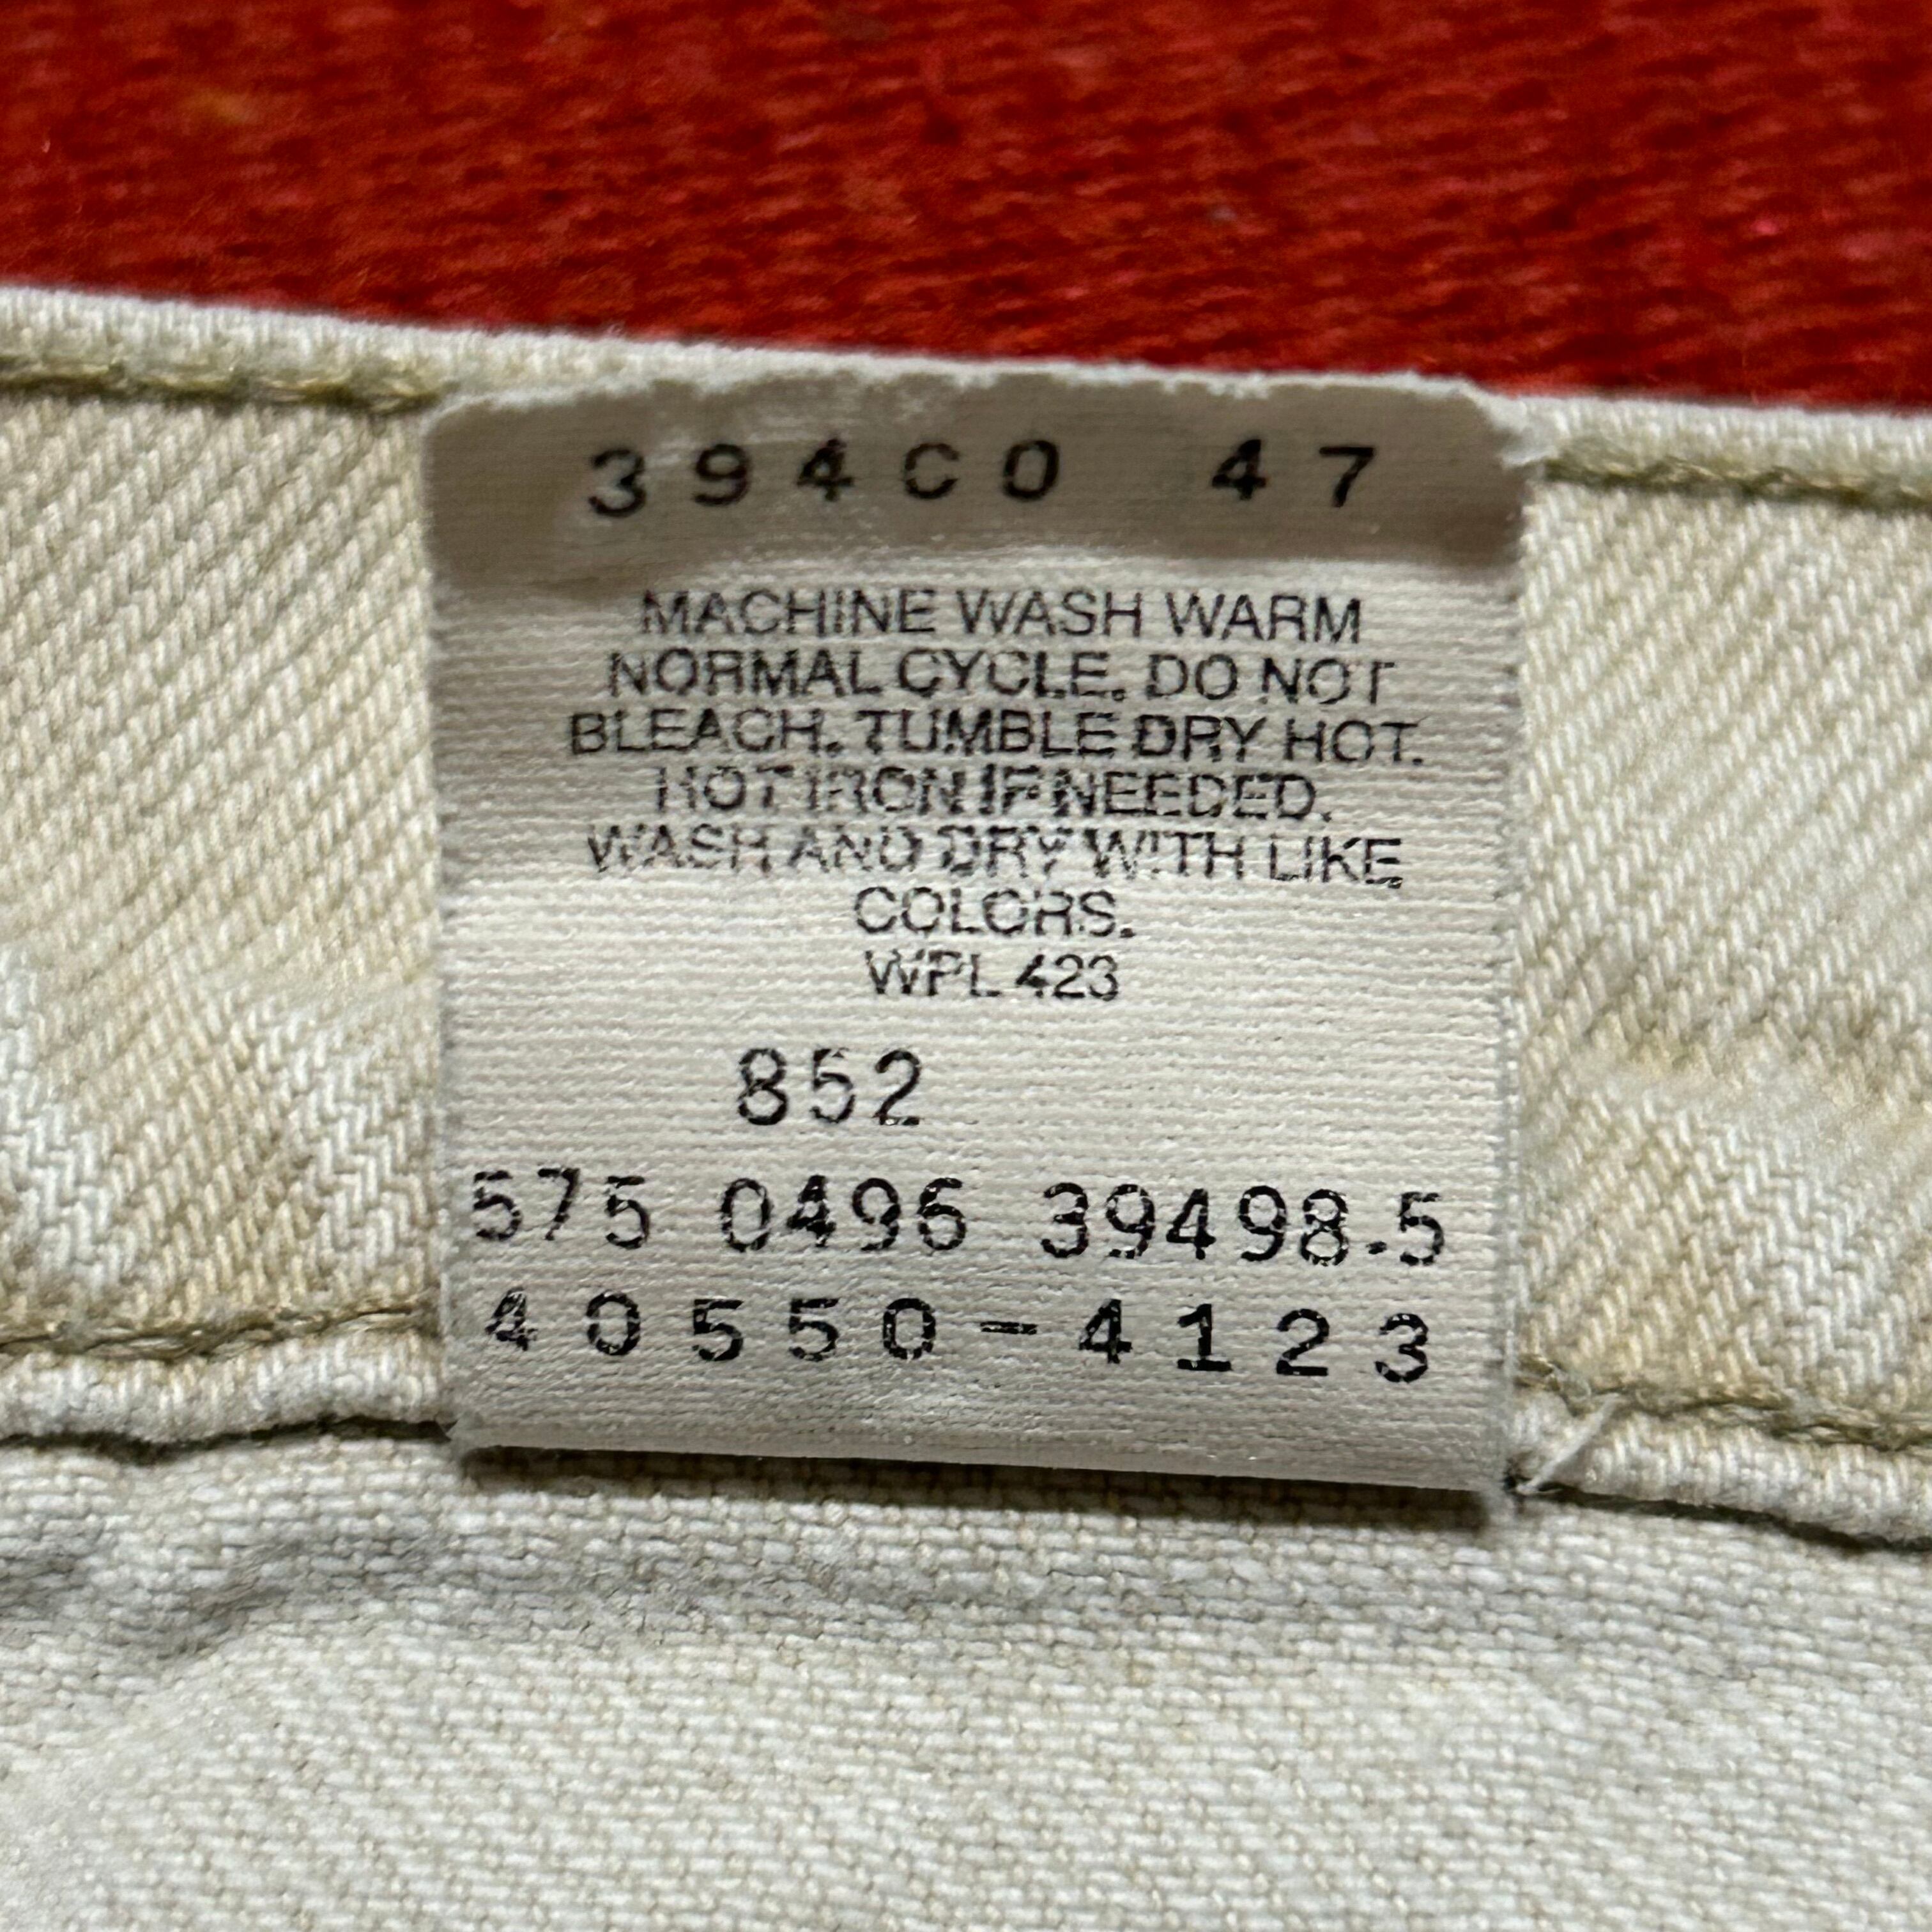 394C0 47
MACHINE WASH WARM
NORMAL CYCLE. DO NOT
BLEACH. TUMBLE DRY HOT.
HOT IRON IF NEEDED.
WASH AND DRY WITH LIKE
COLORS.
WPL 423
852
575 0496 39498.5
40550-4123